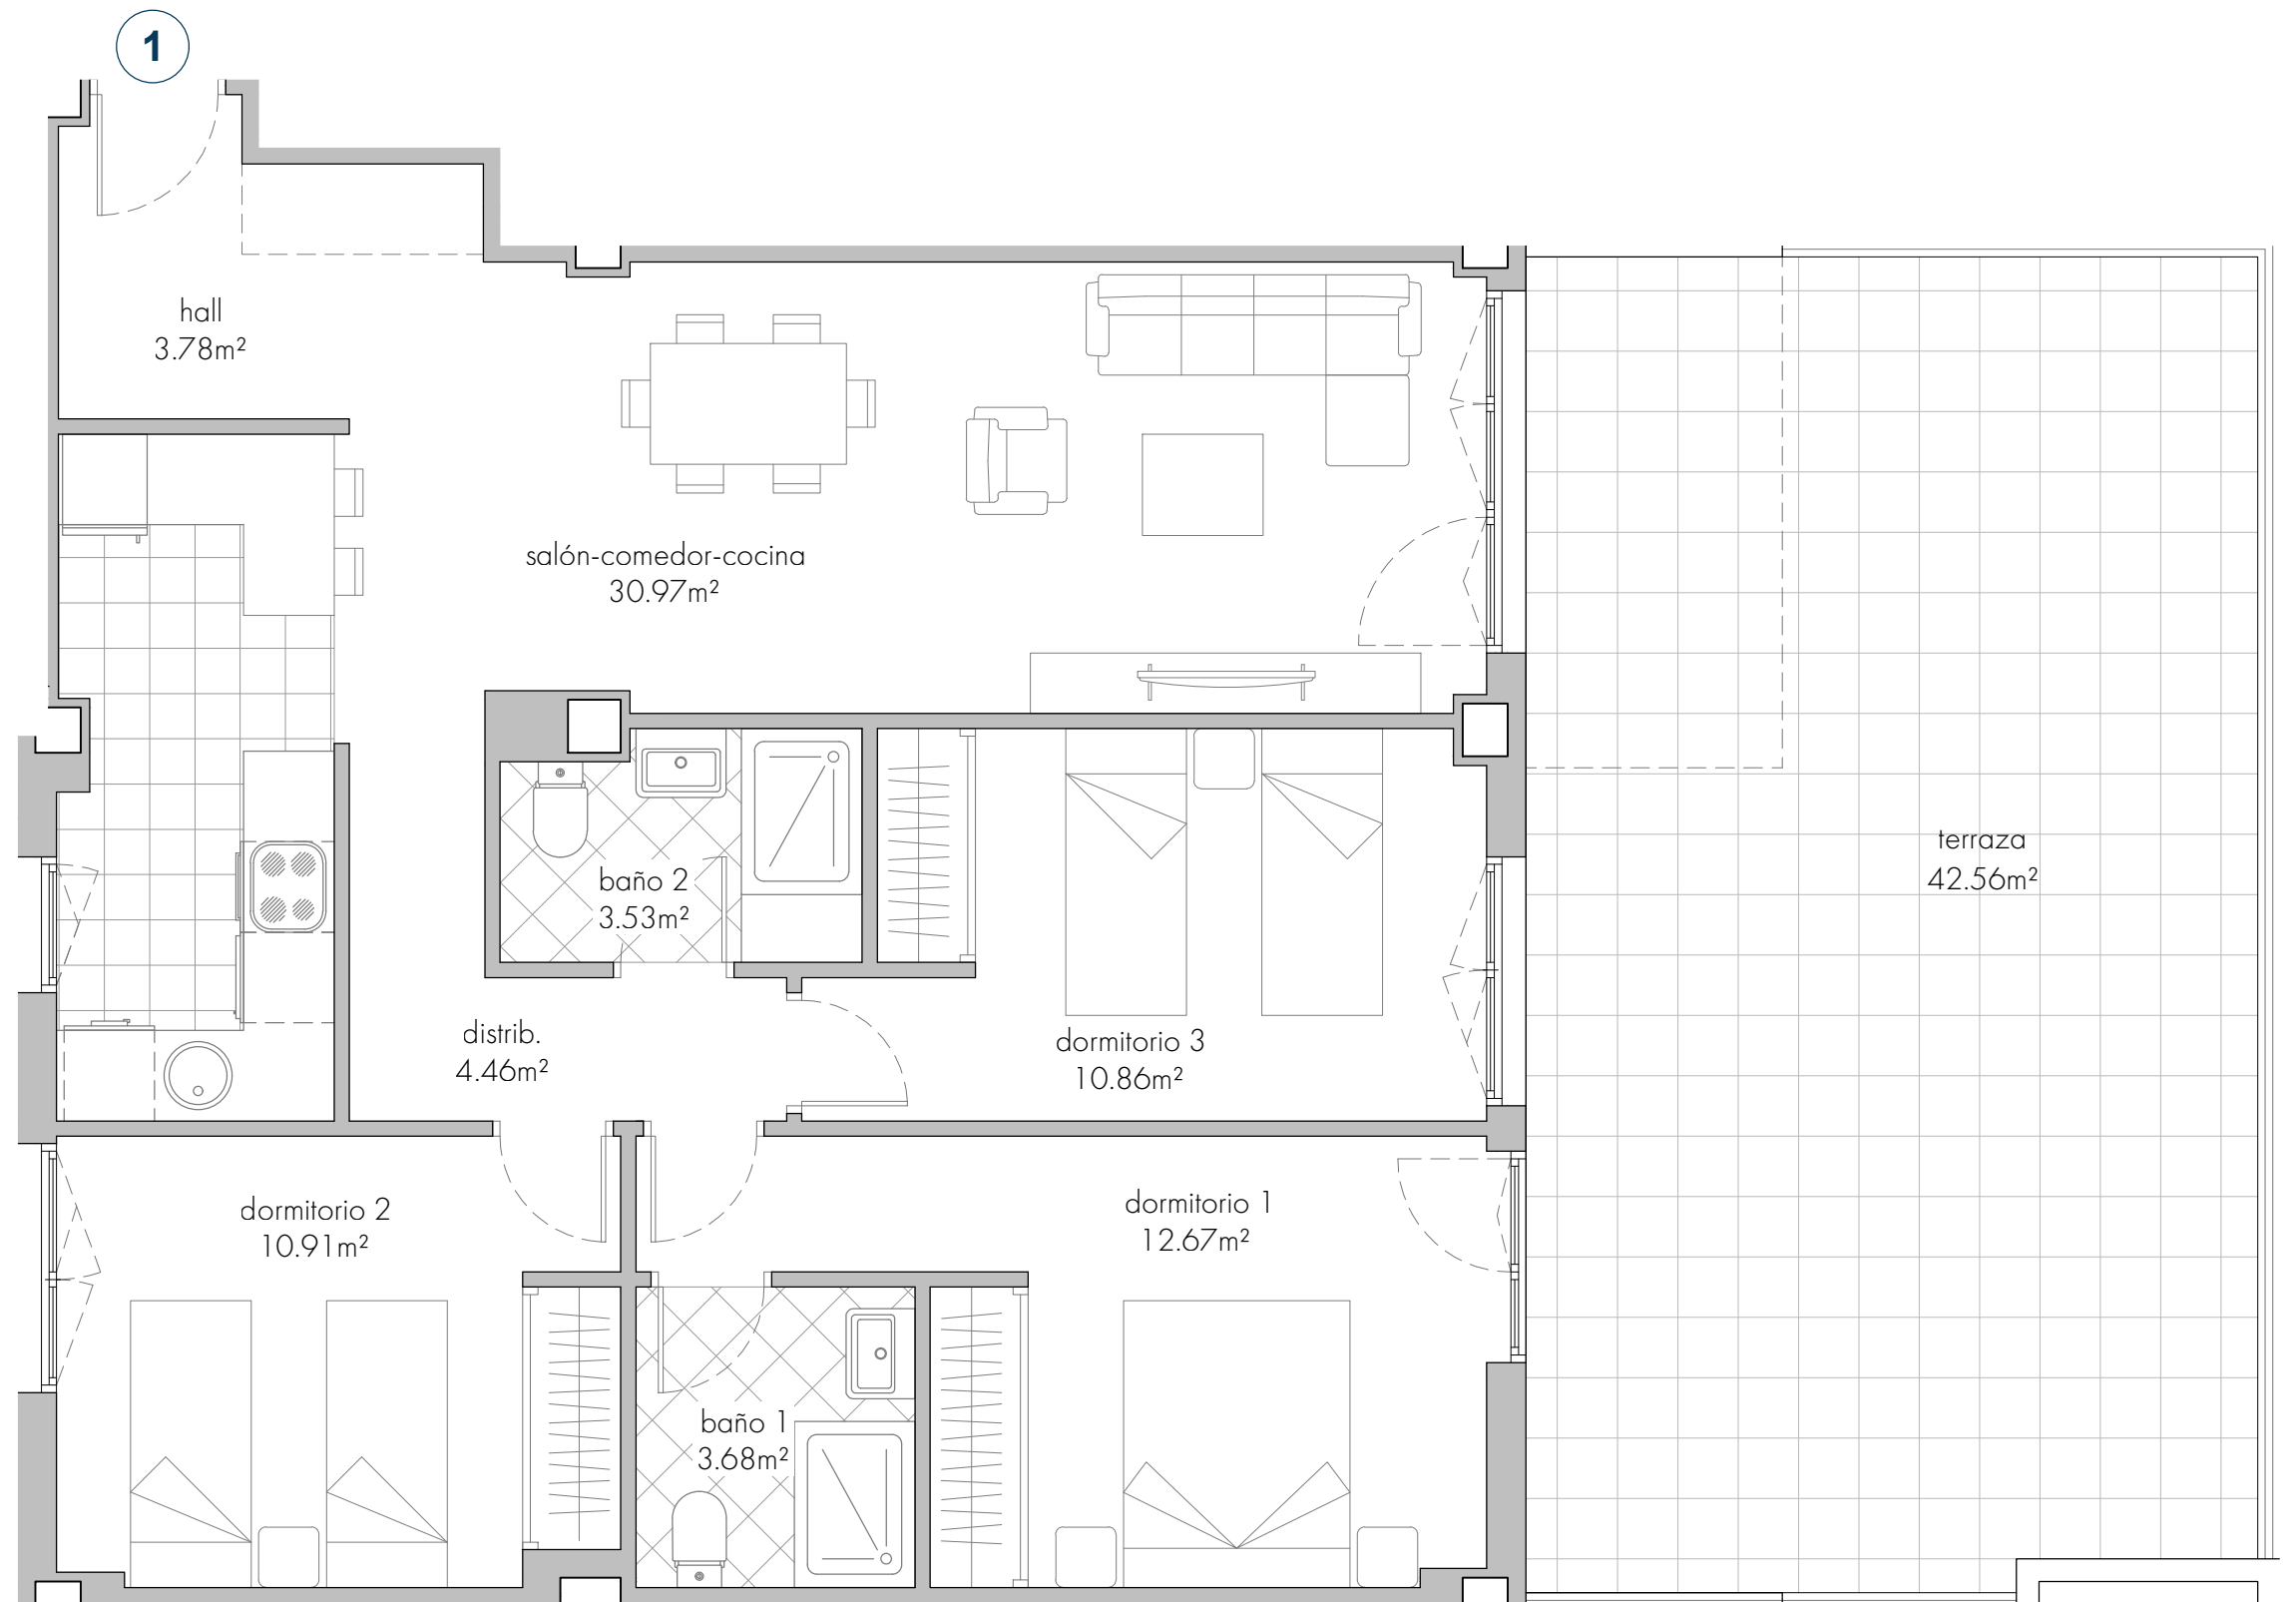 1
hall
3.78m²
salón-comedor-cocina
30.97m²
terraza
42.56m²
baño 2
3.53m²
distrib.
4.46m²
dormitorio 3
10.86m²
dormitorio 2
10.91m²
dormitorio 1
12.67m²
baño 1
3.68m²